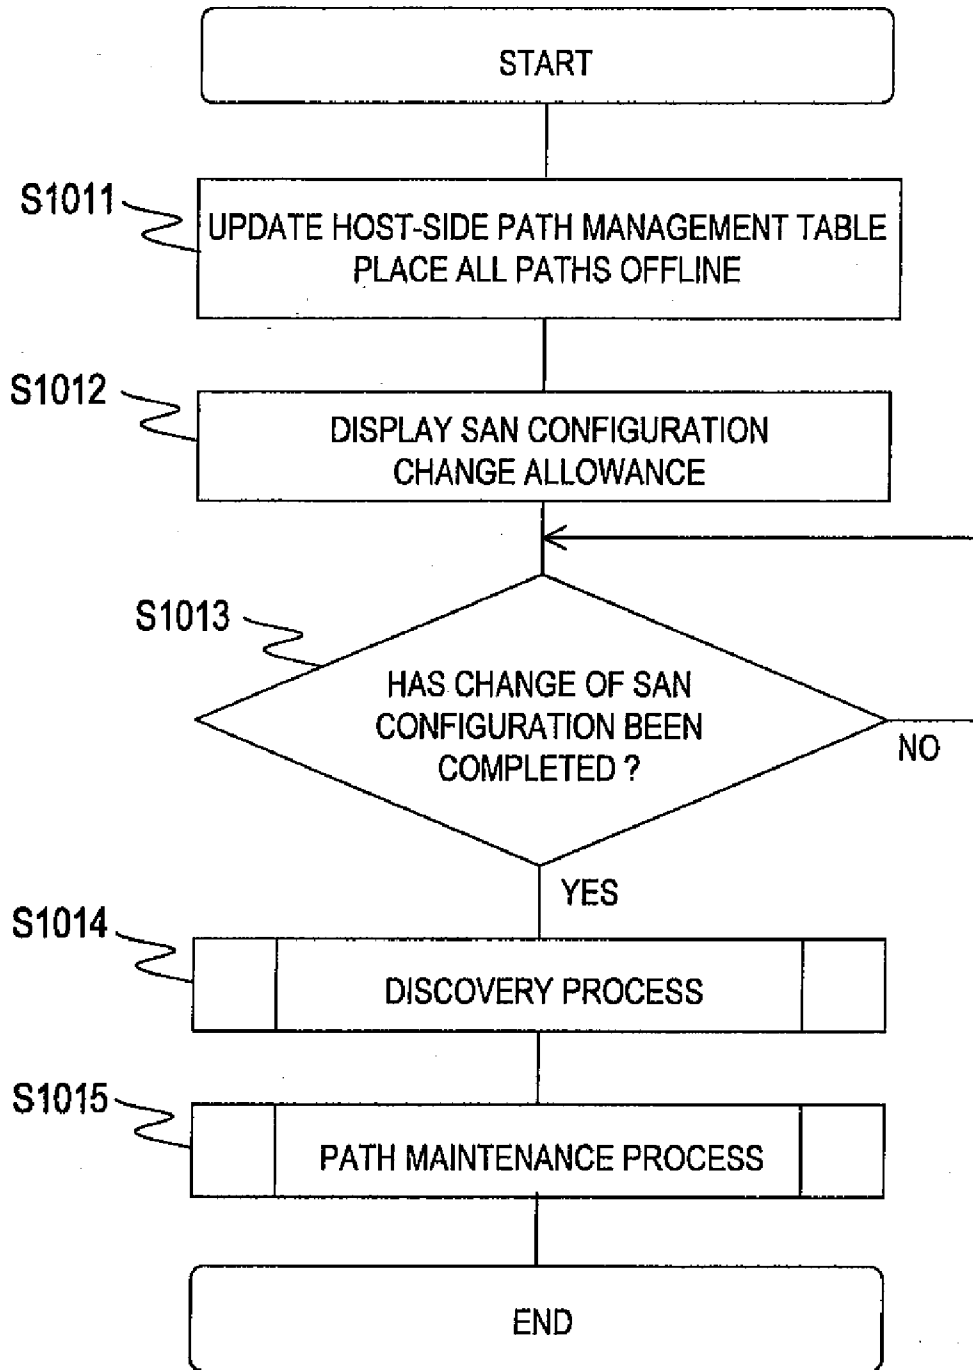 START
S1011
UPDATE HOST-SIDE PATH MANAGEMENT TABLE
PLACE ALL PATHS OFFLINE
S1012
DISPLAY SAN CONFIGURATION
CHANGE ALLOWANCE
S1013
HAS CHANGE OF SAN
CONFIGURATION BEEN
COMPLETED ?
NO
YES
S1014
DISCOVERY PROCESS
S1015
PATH MAINTENANCE PROCESS
END